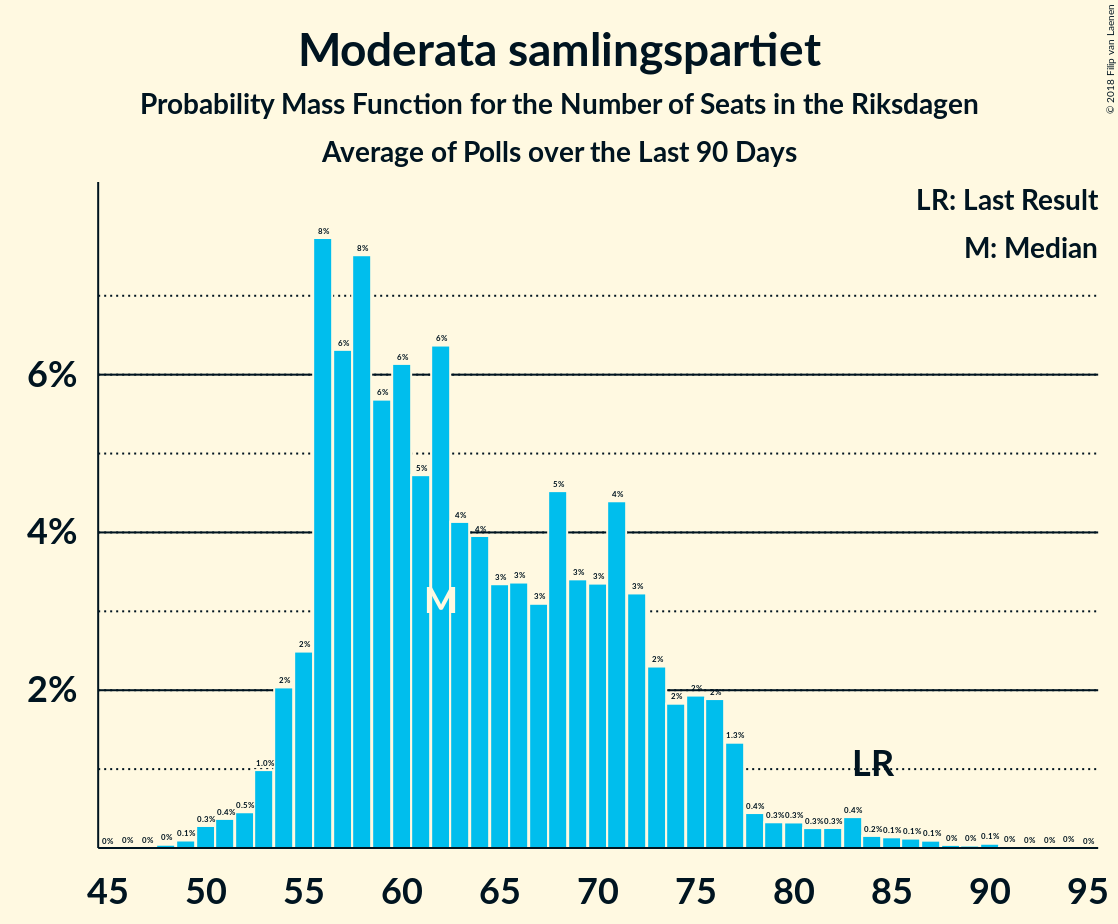 Moderata samlingspartiet
Probability Mass Function for the Number of Seats in the Riksdagen
Average of Polls over the Last 90 Days
© 2018 Filip van Laenen
LR: Last Result
M: Median
6%
4%
2%
0% 0% 0% 0% 0.1% 0.3% 0.4% 0.5% 1.0% 2% 2% 8% 6% 8% 6% 6% 5% 6% 4% 4% 3% 3% 3% 5% 3% 3% 4% 3% 2% 2% 2% 2% 1.3% 0.4% 0.3% 0.3% 0.3% 0.3% 0.4% 0.2% 0.1% 0.1% 0.1% 0% 0% 0.1% 0% 0% 0% 0% 0%
M
LR
45 50 55 60 65 70 75 80 85 90 95